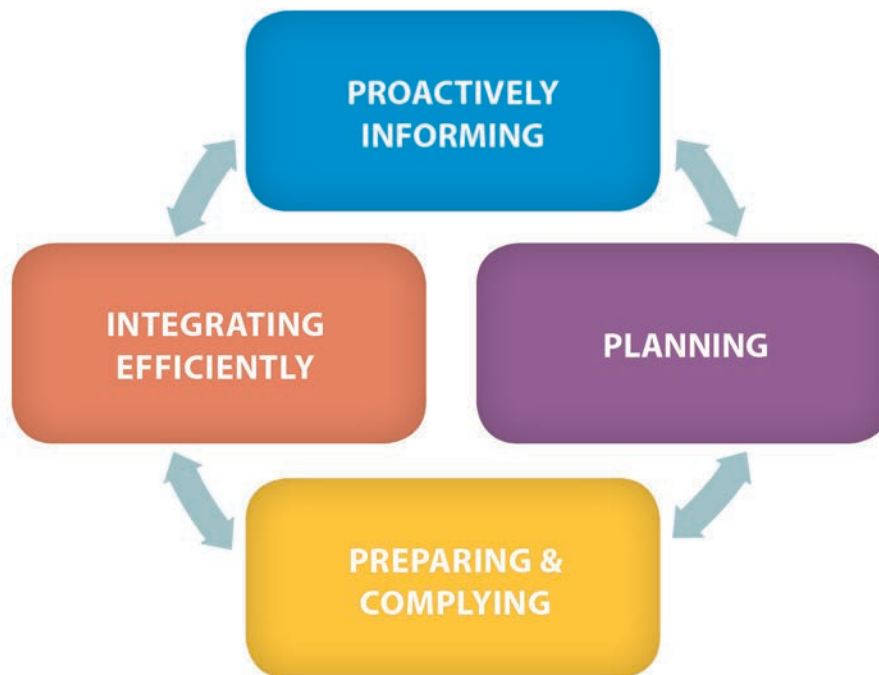 PROACTIVELY
INFORMING
INTEGRATING
EFFICIENTLY
PLANNING
PREPARING &
COMPLYING